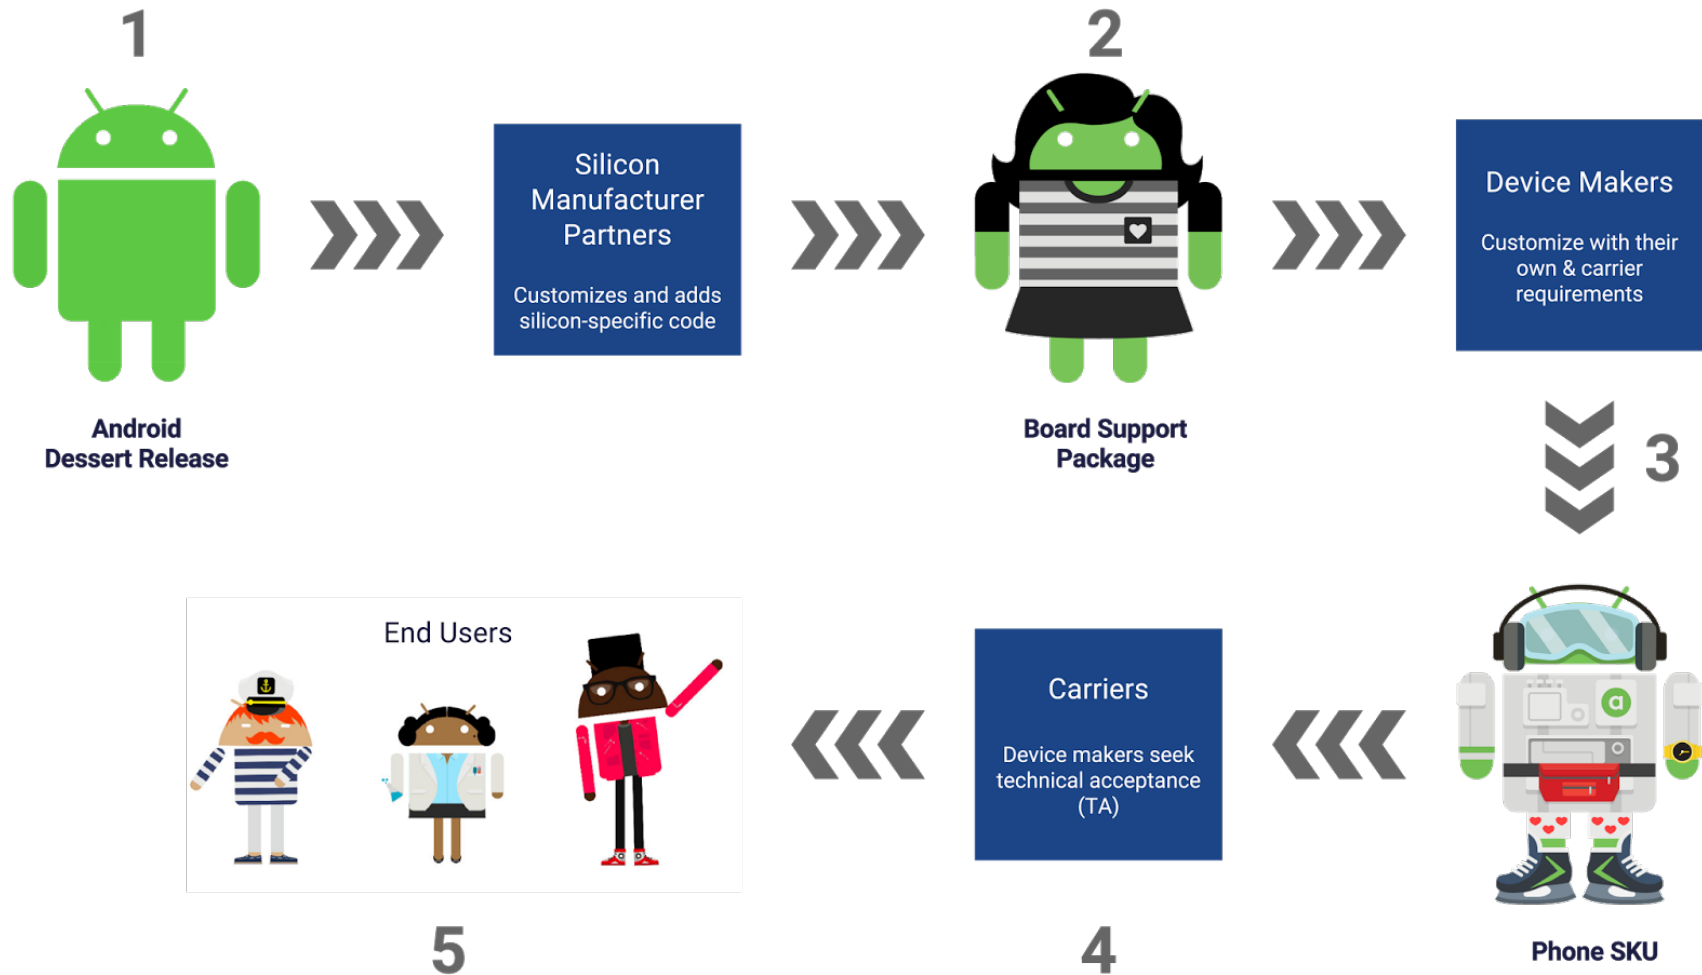 1
Android
Dessert Release
Silicon
Manufacturer
Partners
Customizes and adds
silicon-specific code
2
Board Support
Package
Device Makers
Customize with their
own & carrier
requirements
3
a
Phone SKU
Carriers
Device makers seek
technical acceptance
(TA)
4
End Users
5